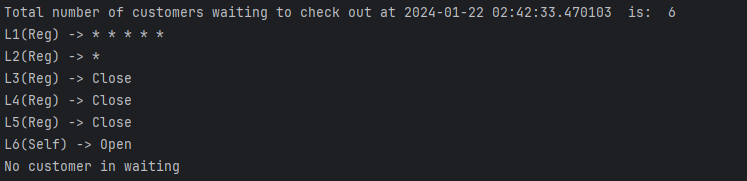 Total number of customers waiting to check out at 2024-01-22 02:42:33.470103  is:  6
L1(Reg) -> * * * * *
L2(Reg) -> *
L3(Reg) -> Close
L4(Reg) -> Close
L5(Reg) -> Close
L6(Self) -> Open
No customer in waiting